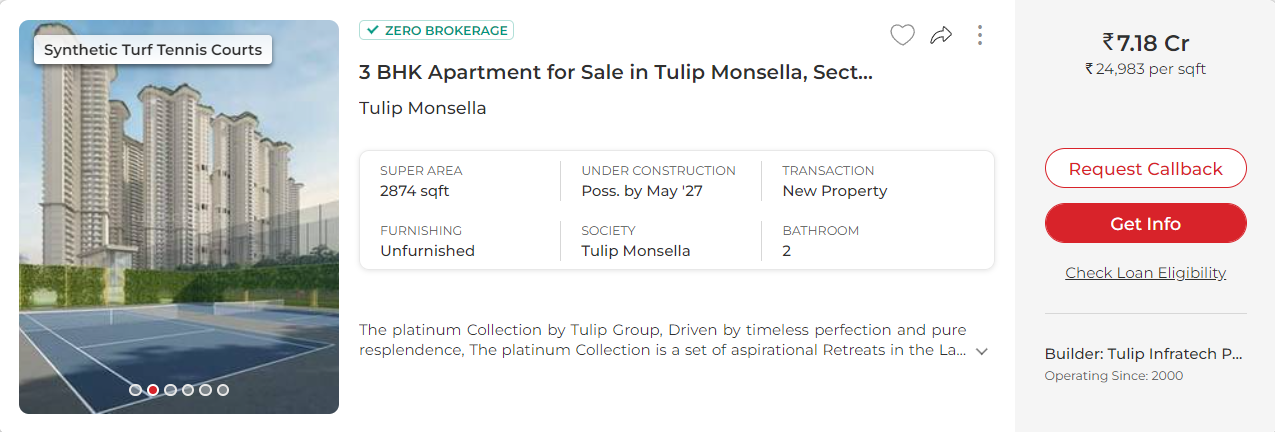 Synthetic Turf Tennis Courts
ZERO BROKERAGE
3 BHK Apartment for Sale in Tulip Monsella, Sect...
Tulip Monsella
SUPER AREA
2874 sqft
UNDER CONSTRUCTION
Poss. by May '27
TRANSACTION
New Property
FURNISHING
Unfurnished
SOCIETY
Tulip Monsella
BATHROOM
2
The platinum Collection by Tulip Group, Driven by timeless perfection and pure
resplendence, The platinum Collection is a set of aspirational Retreats in the La...
₹7.18 Cr
₹24,983 per sqft
Request Callback
Get Info
Check Loan Eligibility
Builder: Tulip Infratech P...
Operating Since: 2000